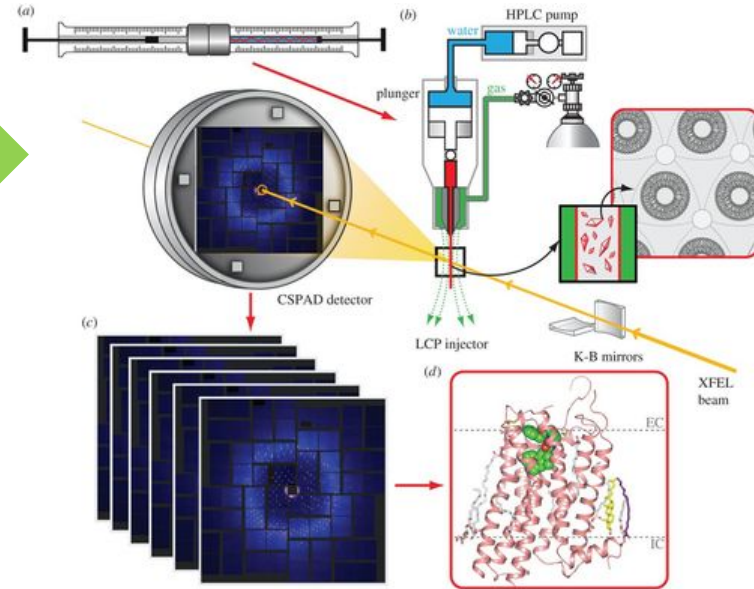 (a)
(b)
HPLC pump
water
plunger
gas
CSPAD detector
LCP injector
K-B mirrors
XFEL
beam
(c)
(d)
EC
IC